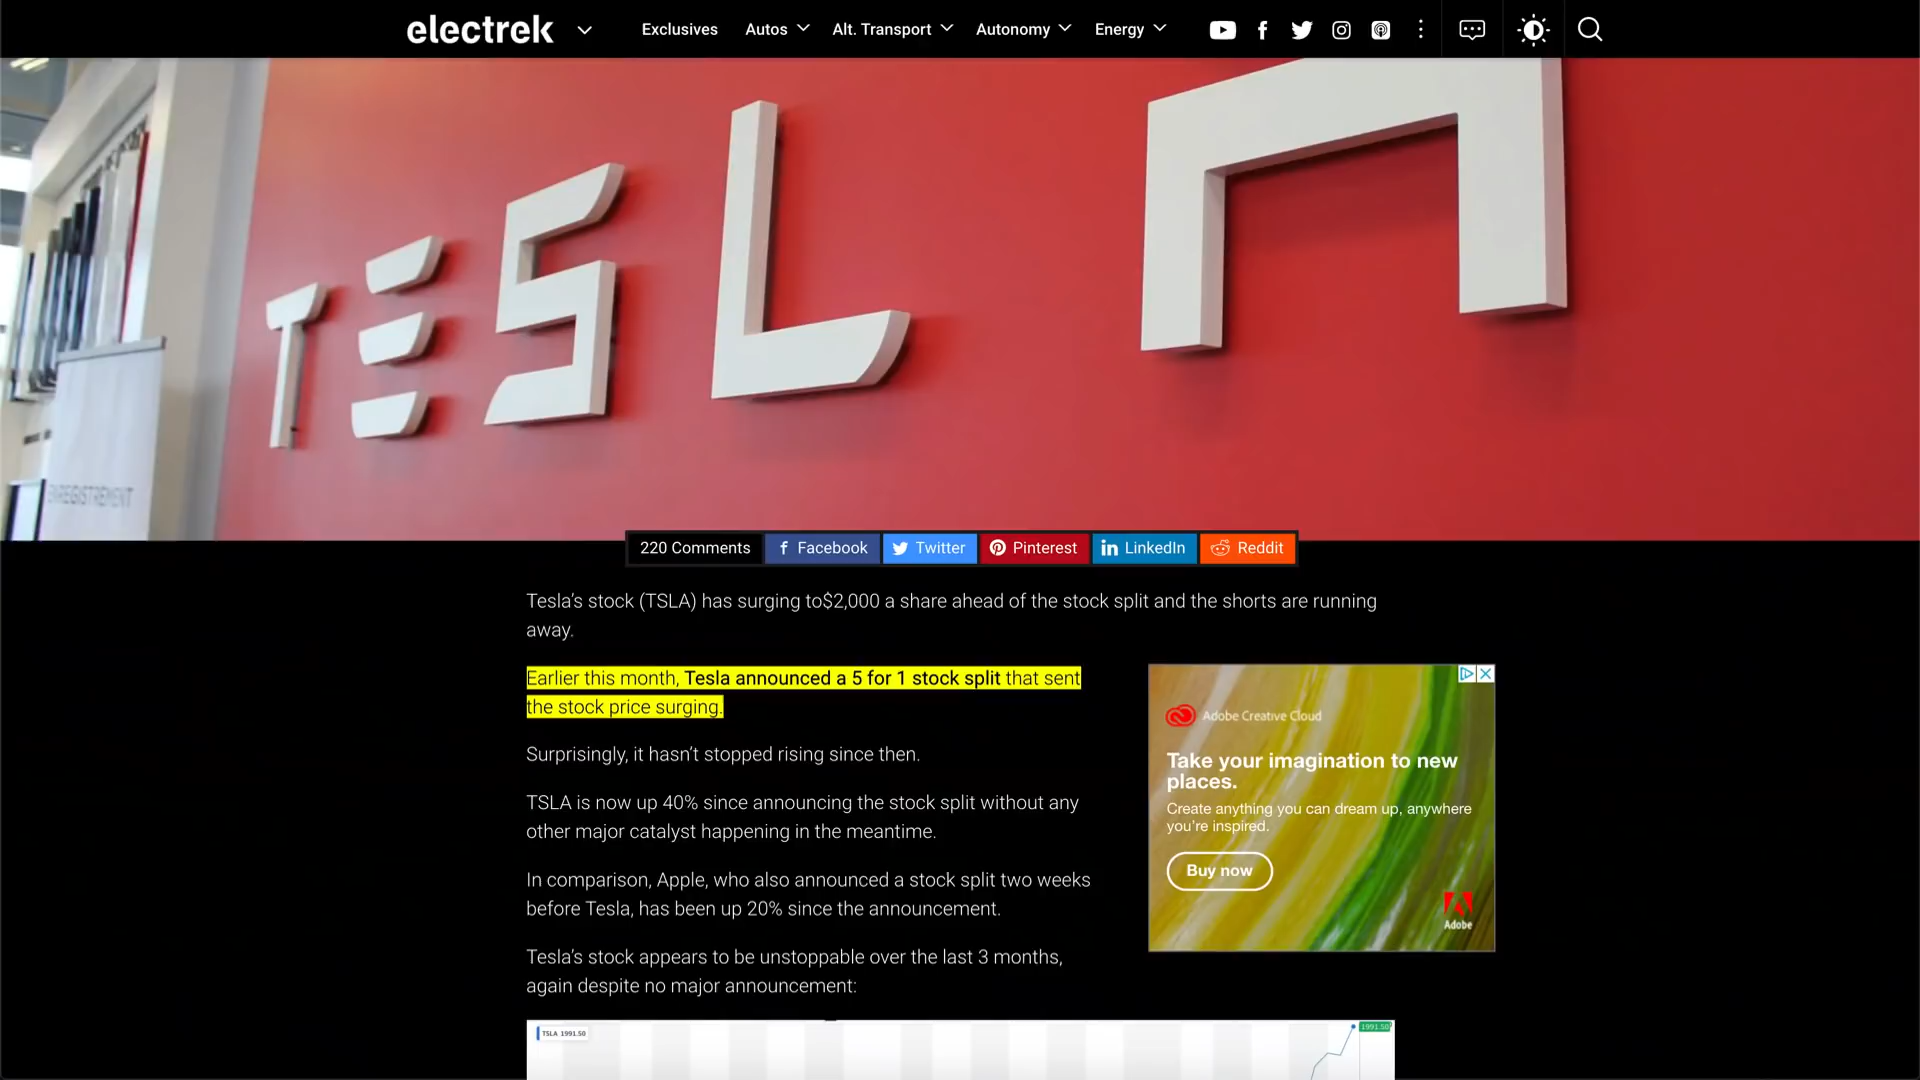 electrek
Exclusives Autos Alt. Transport Autonomy Energy
TESLA
ENREGISTREMENT
220 Comments Facebook Twitter Pinterest LinkedIn Reddit
Tesla’s stock (TSLA) has surging to$2,000 a share ahead of the stock split and the shorts are running
away.
Earlier this month, Tesla announced a 5 for 1 stock split that sent
the stock price surging.
Surprisingly, it hasn’t stopped rising since then.
TSLA is now up 40% since announcing the stock split without any
other major catalyst happening in the meantime.
In comparison, Apple, who also announced a stock split two weeks
before Tesla, has been up 20% since the announcement.
Tesla’s stock appears to be unstoppable over the last 3 months,
again despite no major announcement:
Adobe Creative Cloud
Take your imagination to new
places.
Create anything you can dream up, anywhere
you’re inspired.
Buy now
Adobe
TSLA 1991.50
1991.50